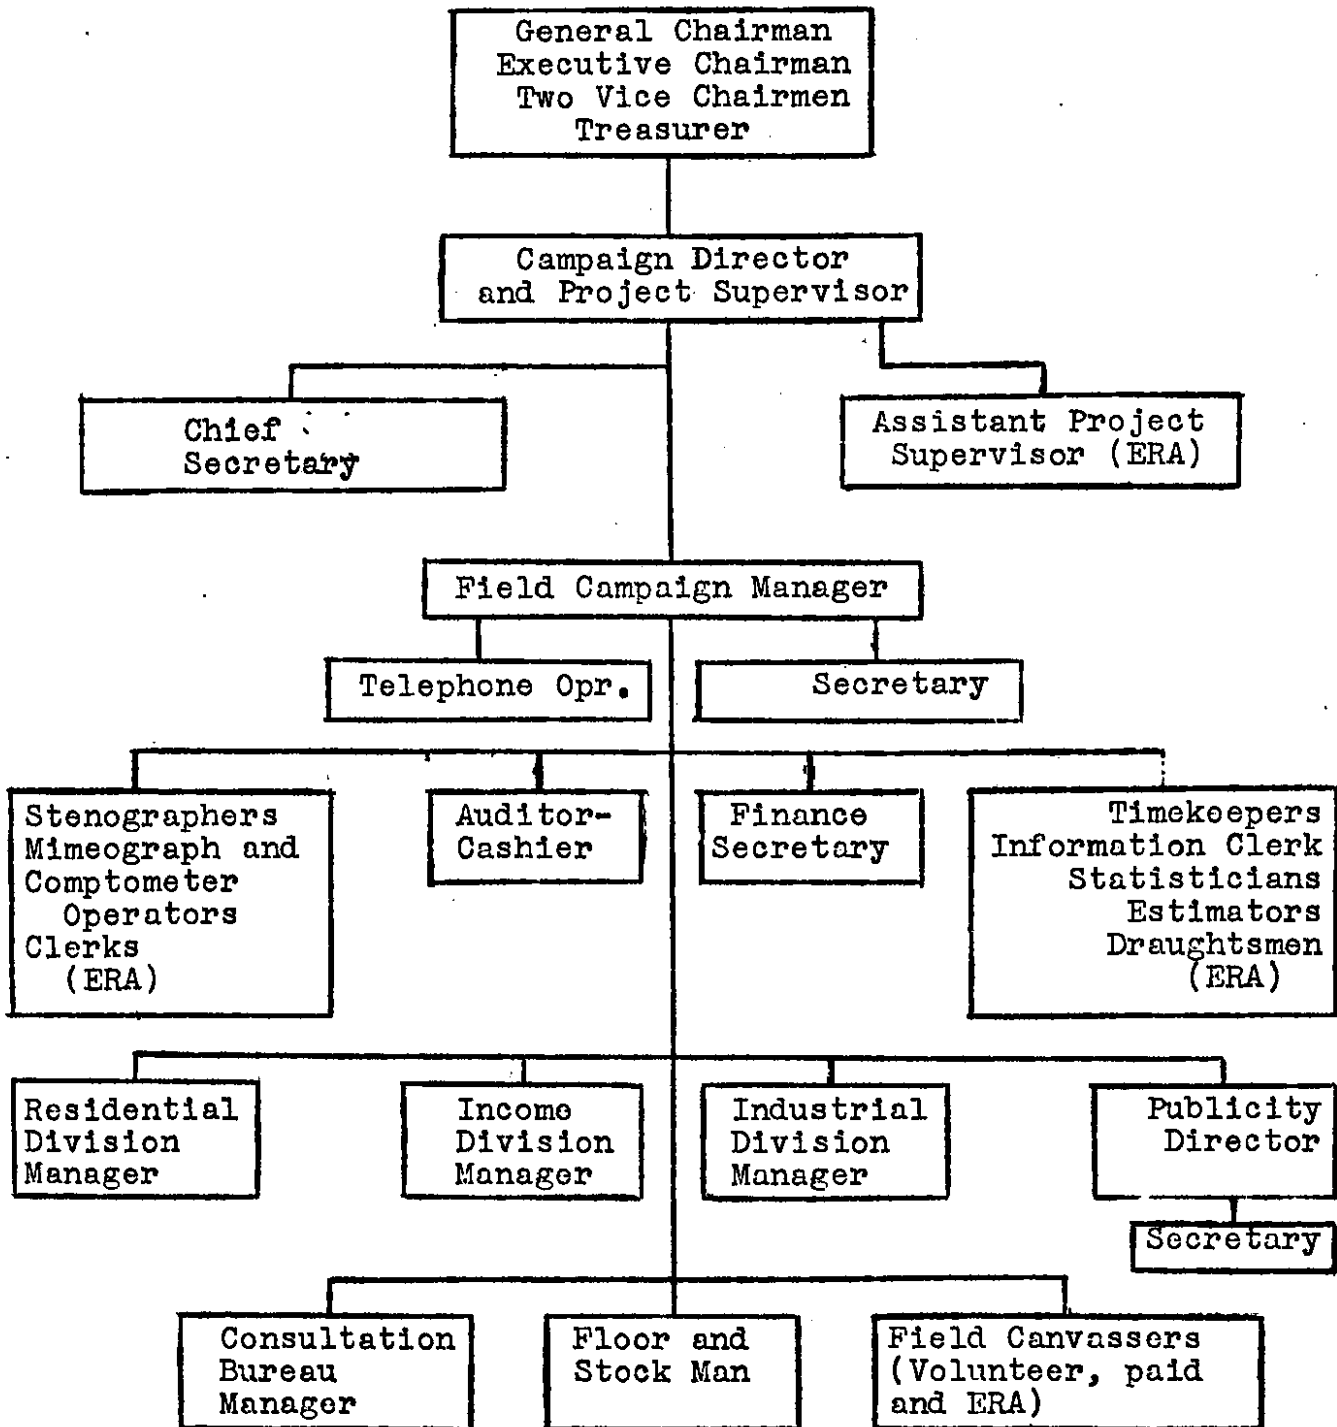 General Chairman
Executive Chairman
Two Vice Chairmen
Treasurer
Campaign Director
and Project Supervisor
Chief
Secretary
Assistant Project
Supervisor (ERA)
Field Campaign Manager
Telephone Opr.
Secretary
Stenographers
Mimeograph and
Comptometer
Operators
Clerks
(ERA)
Auditor-
Cashier
Finance
Secretary
Timekeepers
Information Clerk
Statisticians
Estimators
Draughtsmen
(ERA)
Residential
Division
Manager
Income
Division
Manager
Industrial
Division
Manager
Publicity
Director
Secretary
Consultation
Bureau
Manager
Floor and
Stock Man
Field Canvassers
(Volunteer, paid
and ERA)